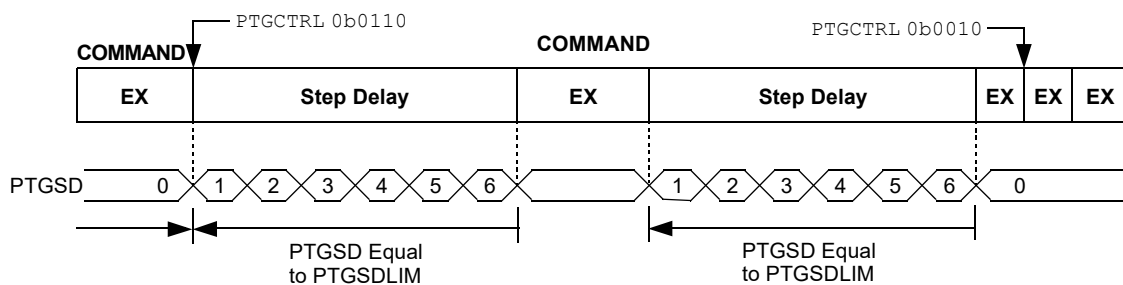 PTGCTRL 0b0110
PTGCTRL 0b0010
COMMAND
COMMAND
EX
Step Delay
EX
Step Delay
EX
EX
EX
PTGSD
0
1
2
3
4
5
6
1
2
3
4
5
6
0
PTGSD Equal
to PTGSDLIM
PTGSD Equal
to PTGSDLIM